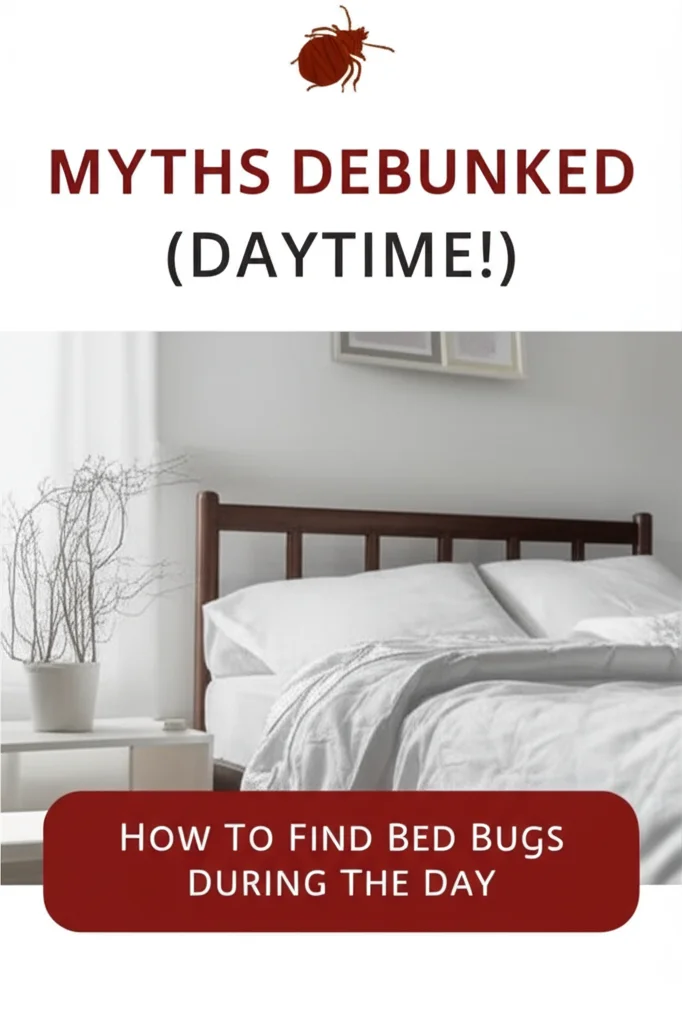 MYTHS DEBUNKED
(DAYTIME!)
How To Find Bed Bugs
During The Day